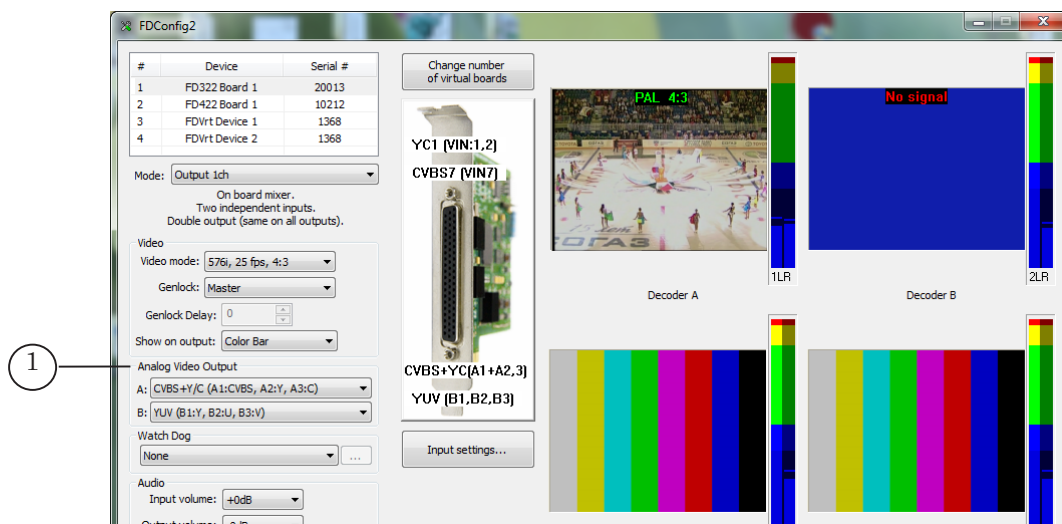 FDConfig2
# Device Serial #
1 FD322 Board 1 20013
2 FD422 Board 1 10212
3 FDVrt Device 1 1368
4 FDVrt Device 2 1368
Mode: Output 1ch
On board mixer.
Two independent inputs.
Double output (same on all outputs).
Video
Video mode: 576i, 25 fps, 4:3
Genlock: Master
Genlock Delay: 0
Show on output: Color Bar
1
Analog Video Output
A: CVBS+Y/C (A1:CVBS, A2:Y, A3:C)
B: YUV (B1:Y, B2:U, B3:V)
Watch Dog
None ...
Audio
Input volume: +0dB
Output volume:
Change number
of virtual boards
YC1 (VIN:1,2)
CVBS7 (VIN7)
CVBS+YC(A1+A2,3)
YUV (B1,B2,B3)
Input settings...
PAL 4:3
15 лет
ОГАЗ
1LR
Decoder A
No signal
2LR
Decoder B